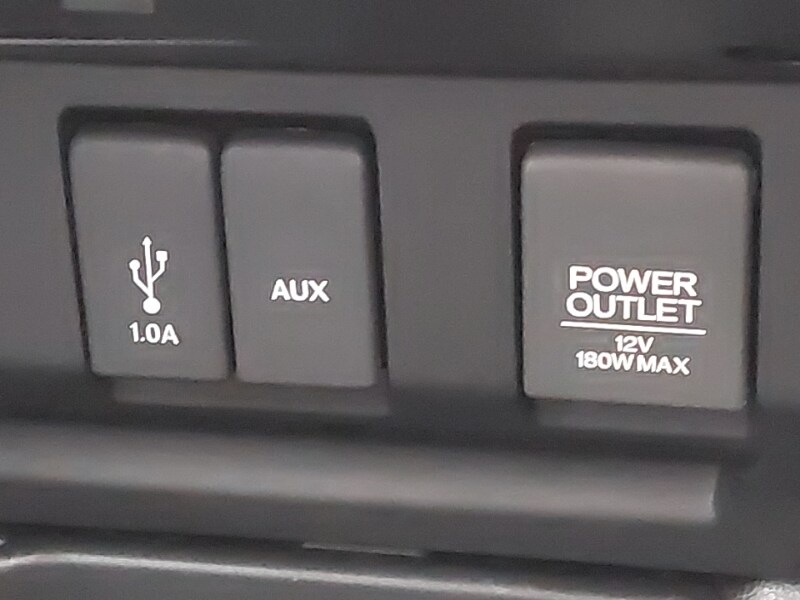 1.0A
AUX
POWER
OUTLET
12V
180W MAX